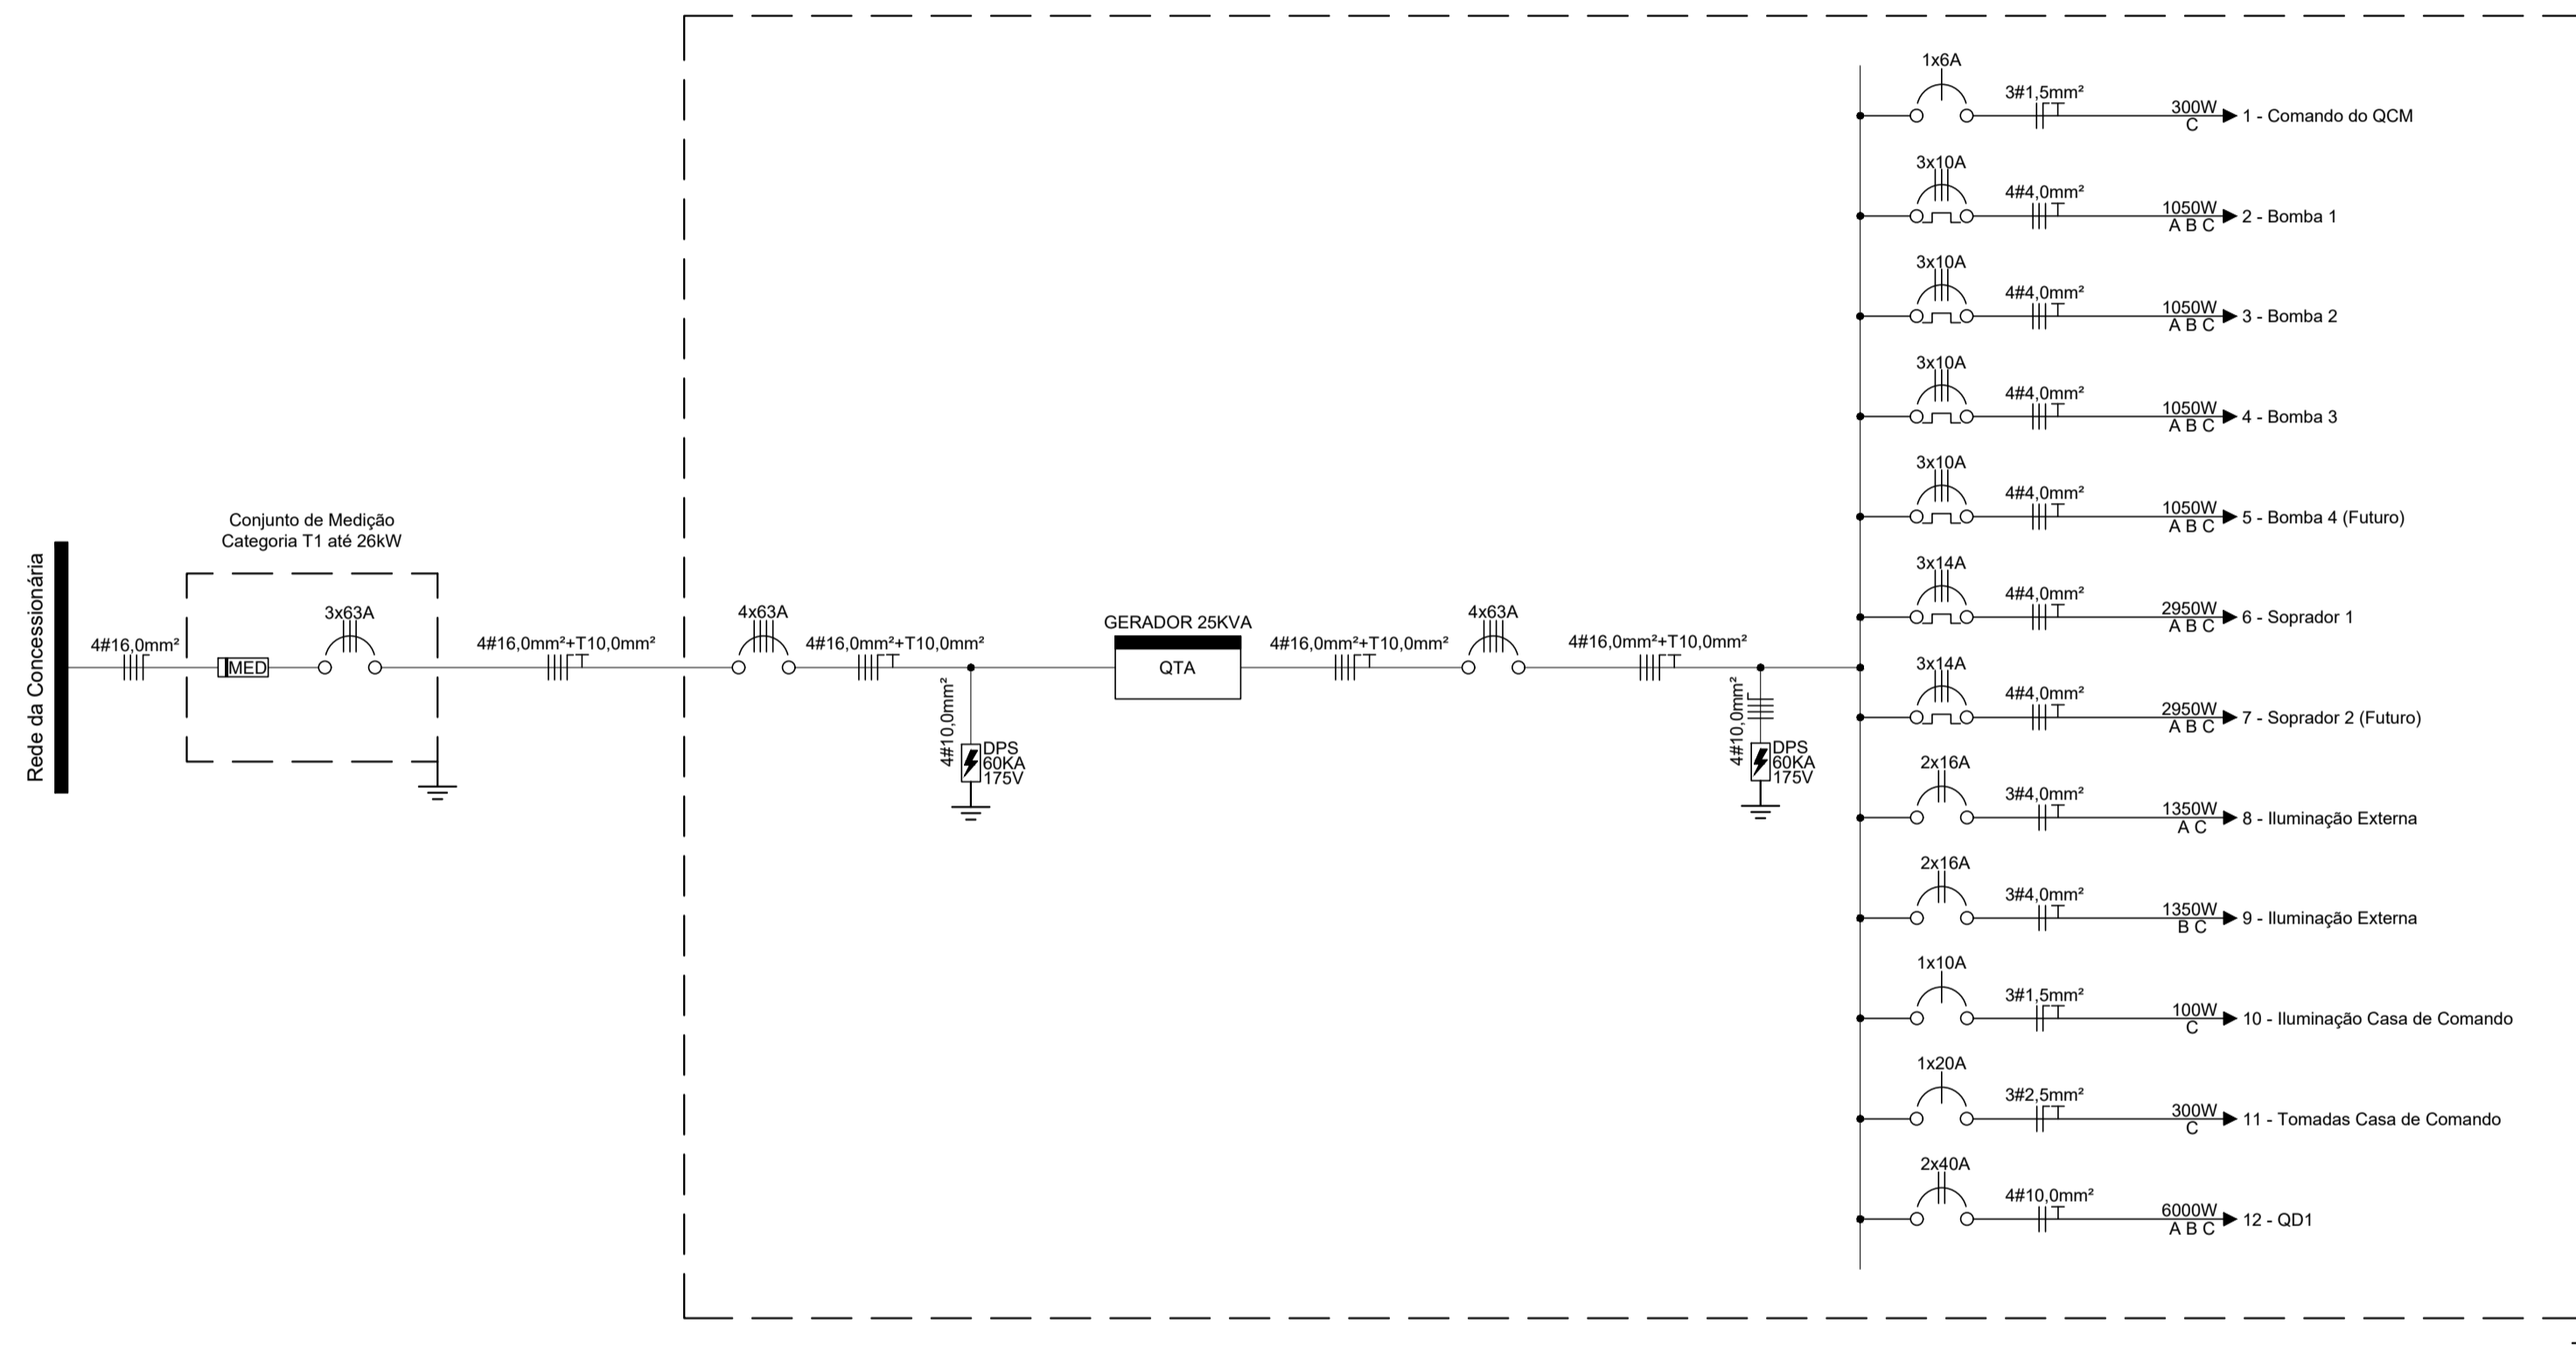 Rede da Concessionária
4#16,0mm²
Conjunto de Medição
Categoria T1 até 26kW
MED
3x63A
4#16,0mm²+T10,0mm²
4x63A
4#16,0mm²+T10,0mm²
4#10,0mm²
DPS
60KA
175V
GERADOR 25KVA
QTA
4#16,0mm²+T10,0mm²
4x63A
4#16,0mm²+T10,0mm²
4#10,0mm²
DPS
60KA
175V
1x6A
3#1,5mm²
300W
C
1 - Comando do QCM
3x10A
4#4,0mm²
1050W
A B C
2 - Bomba 1
3x10A
4#4,0mm²
1050W
A B C
3 - Bomba 2
3x10A
4#4,0mm²
1050W
A B C
4 - Bomba 3
3x10A
4#4,0mm²
1050W
A B C
5 - Bomba 4 (Futuro)
3x14A
4#4,0mm²
2950W
A B C
6 - Soprador 1
3x14A
4#4,0mm²
2950W
A B C
7 - Soprador 2 (Futuro)
2x16A
3#4,0mm²
1350W
A C
8 - Iluminação Externa
2x16A
3#4,0mm²
1350W
B C
9 - Iluminação Externa
1x10A
3#1,5mm²
100W
C
10 - Iluminação Casa de Comando
1x20A
3#2,5mm²
300W
C
11 - Tomadas Casa de Comando
2x40A
4#10,0mm²
6000W
A B C
12 - QD1